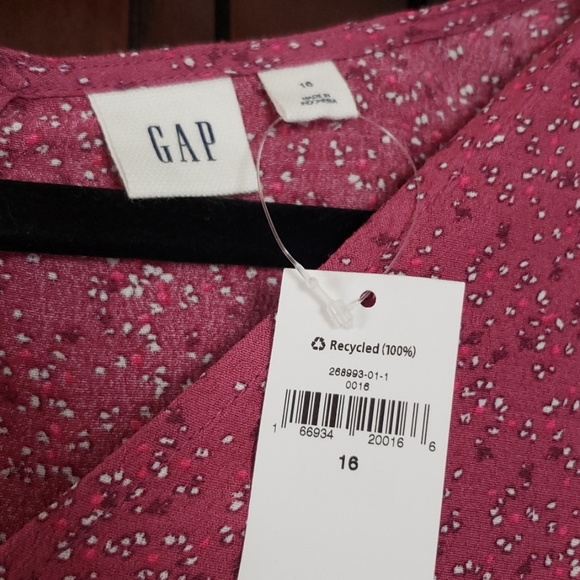 GAP
16
MADE IN
INDONESIA
Recycled (100%)
268993-01-1
0016
1 66934 20016 6
16